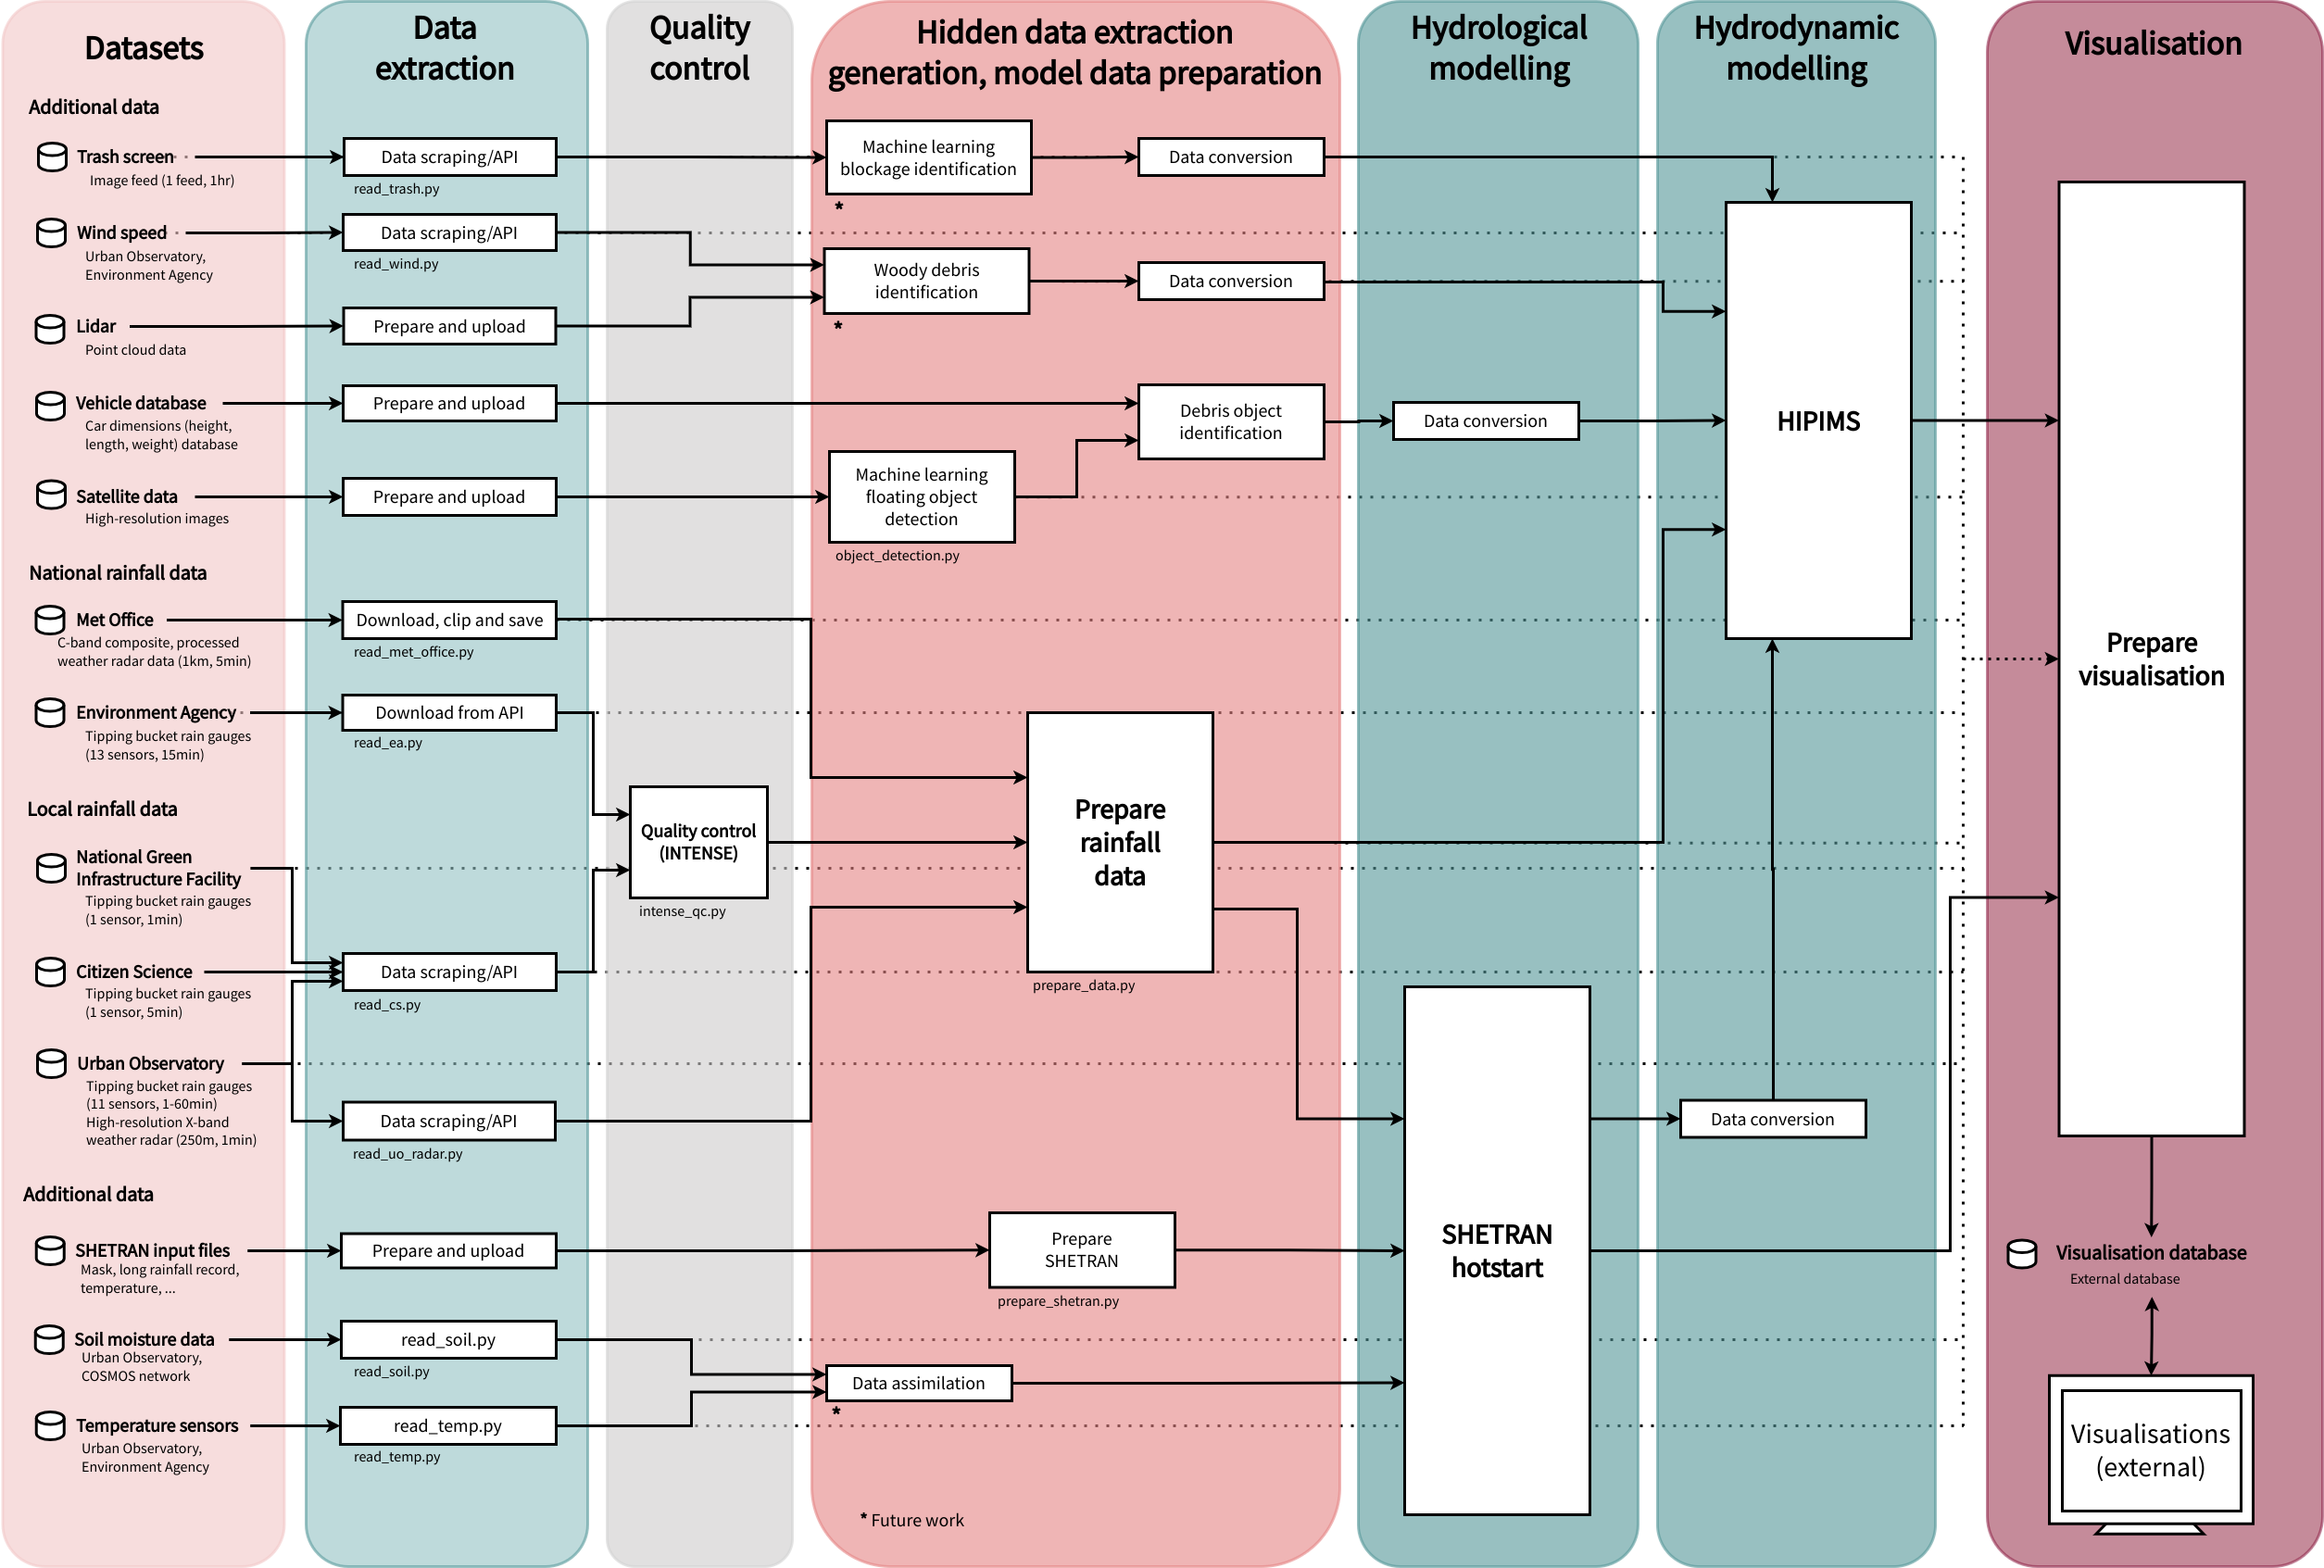 Datasets
Data
extraction
Quality
control
Hidden data extraction
generation, model data preparation
Hydrological
modelling
Hydrodynamic
modelling
Visualisation
Additional data
Trash screen
Image feed (1 feed, 1hr)
Data scraping/API
read_trash.py
Machine learning
blockage identification
*
Data conversion
Wind speed
Urban Observatory,
Environment Agency
Data scraping/API
read_wind.py
Woody debris
identification
*
Data conversion
Lidar
Point cloud data
Prepare and upload
Vehicle database
Car dimensions (height,
length, weight) database
Prepare and upload
Debris object
identification
Data conversion
HIPIMS
Satellite data
High-resolution images
Prepare and upload
Machine learning
floating object
detection
object_detection.py
National rainfall data
Met Office
C-band composite, processed
weather radar data (1km, 5min)
Download, clip and save
read_met_office.py
Prepare
visualisation
Environment Agency
Tipping bucket rain gauges
(13 sensors, 15min)
Download from API
read_ea.py
Local rainfall data
Quality control
(INTENSE)
intense_qc.py
Prepare
rainfall
data
prepare_data.py
National Green
Infrastructure Facility
Tipping bucket rain gauges
(1 sensor, 1min)
Citizen Science
Tipping bucket rain gauges
(1 sensor, 5min)
Data scraping/API
read_cs.py
Urban Observatory
Tipping bucket rain gauges
(11 sensors, 1-60min)
High-resolution X-band
weather radar (250m, 1min)
Data scraping/API
read_uo_radar.py
Data conversion
Additional data
SHETRAN input files
Mask, long rainfall record,
temperature, ...
Prepare and upload
Prepare
SHETRAN
prepare_shetran.py
SHETRAN
hotstart
Visualisation database
External database
Soil moisture data
Urban Observatory,
COSMOS network
read_soil.py
read_soil.py
Data assimilation
*
Temperature sensors
Urban Observatory,
Environment Agency
read_temp.py
read_temp.py
Visualisations
(external)
* Future work